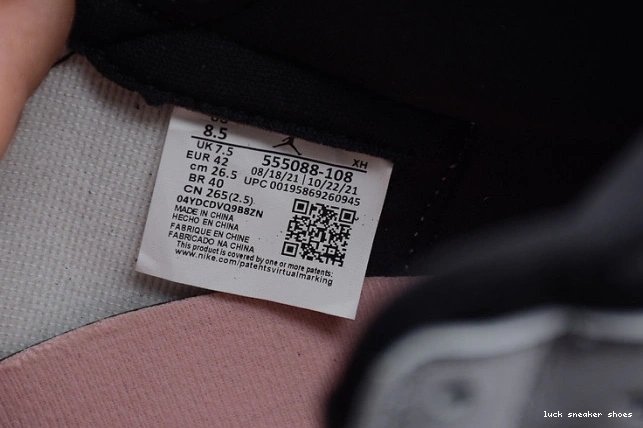 8.5
UK 7.5
EUR 42
cm 26.5
BR 40
CN 265(2.5)
XH
555088-108
08/18/21 | 10/22/21
UPC 00195869260945
04YDCDVQ9B8ZN
MADE IN CHINA
HECHO EN CHINA
FABRIQUE EN CHINE
FABRICADO NA CHINA
This product is covered by one or more patents:
www.nike.com/patentsvirtualmarking
luck sneaker shoes